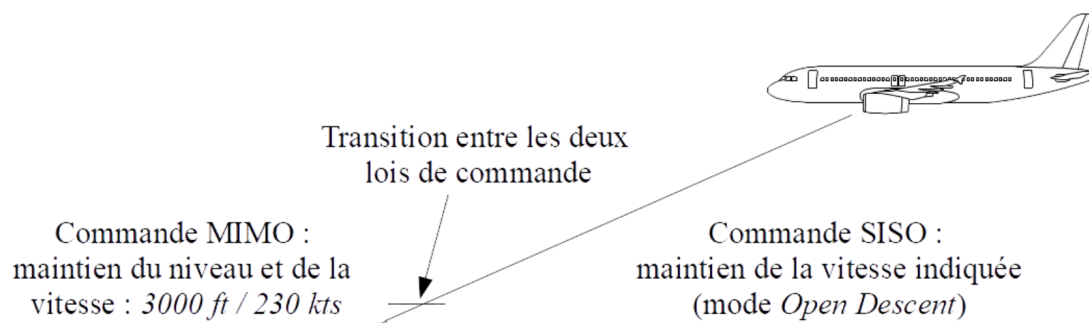 Transition entre les deux
lois de commande
Commande MIMO :
maintien du niveau et de la
vitesse : 3000 ft / 230 kts
Commande SISO :
maintien de la vitesse indiquée
(mode Open Descent)